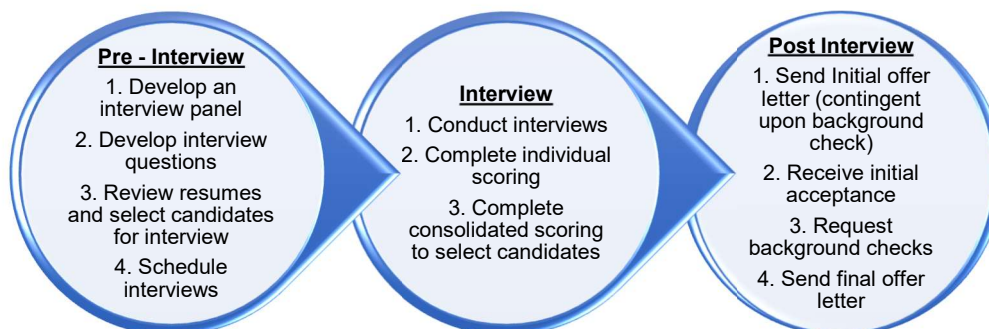 Pre - Interview
1. Develop an
interview panel
2. Develop interview
questions
3. Review resumes
and select candidates
for interview
4. Schedule
interviews
Interview
1. Conduct interviews
2. Complete individual
scoring
3. Complete
consolidated scoring
to select candidates
Post Interview
1. Send Initial offer
letter (contingent
upon background
check)
2. Receive initial
acceptance
3. Request
background checks
4. Send final offer
letter